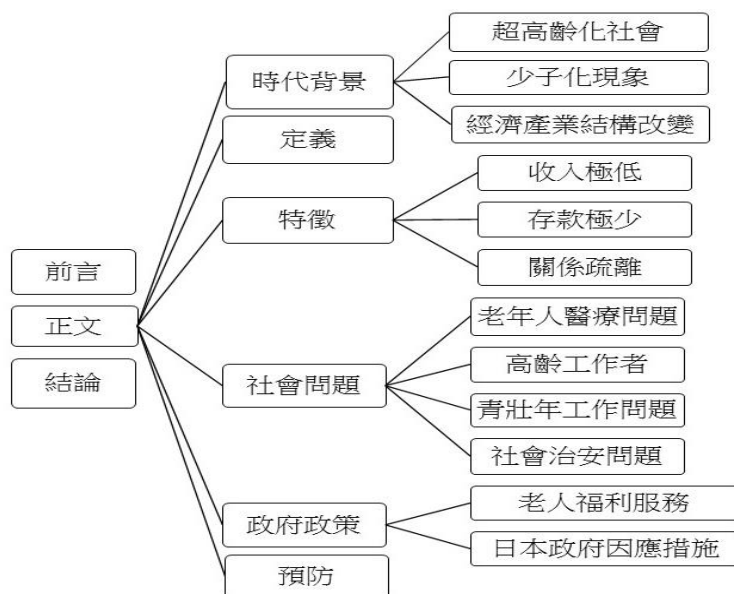 前言
正文
結論
時代背景
超高齡化社會
少子化現象
經濟產業結構改變
定義
特徵
收入極低
存款極少
關係疏離
社會問題
老年人醫療問題
高齡工作者
青壯年工作問題
社會治安問題
政府政策
老人福利服務
日本政府因應措施
預防